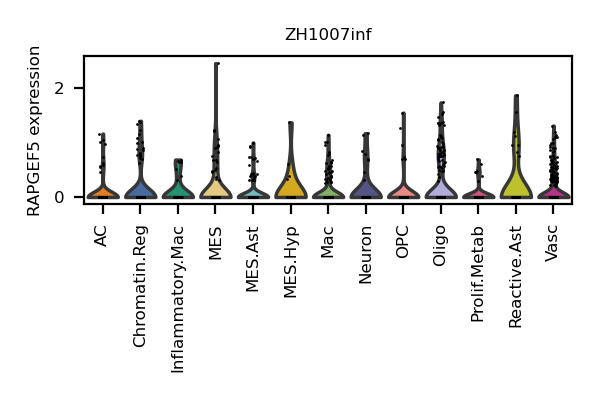 ZH1007inf
RAPGEF5 expression
2
0
AC
Chromatin.Reg
Inflammatory.Mac
MES
MES.Ast
MES.Hyp
Mac
Neuron
OPC
Oligo
Prolif.Metab
Reactive.Ast
Vasc